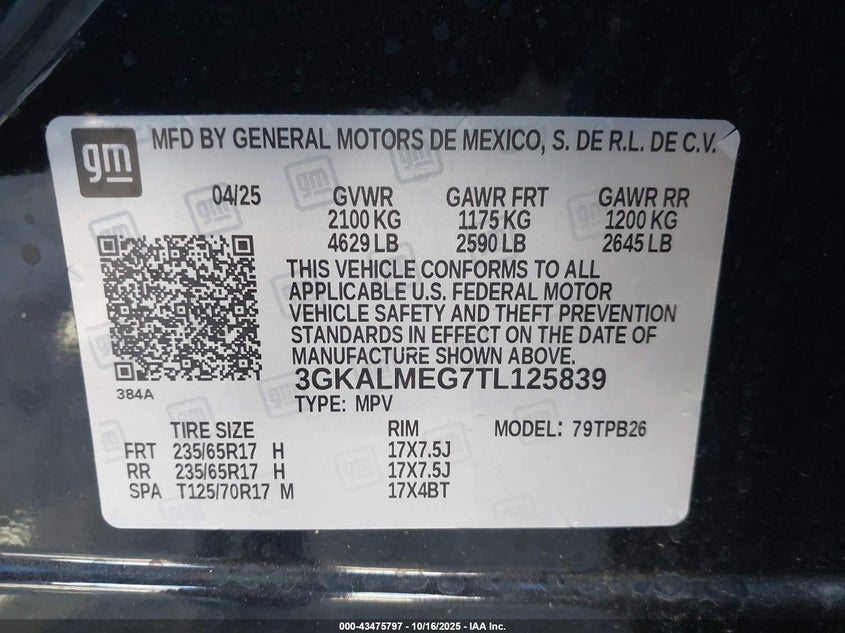 gm MFD BY GENERAL MOTORS DE MEXICO, S. DE R.L. DE C.V.
04/25 GVWR GAWR FRT GAWR RR
2100 KG 1175 KG 1200 KG
4629 LB 2590 LB 2645 LB
THIS VEHICLE CONFORMS TO ALL
APPLICABLE U.S. FEDERAL MOTOR
VEHICLE SAFETY AND THEFT PREVENTION
STANDARDS IN EFFECT ON THE DATE OF
MANUFACTURE SHOWN ABOVE.
3GKALMEG7TL125839
384A
TYPE: MPV
TIRE SIZE RIM MODEL: 79TPB26
FRT 235/65R17 H 17X7.5J
RR 235/65R17 H 17X7.5J
SPA T125/70R17 M 17X4BT
000-43475797 - 10/16/2025 - IAA Inc.